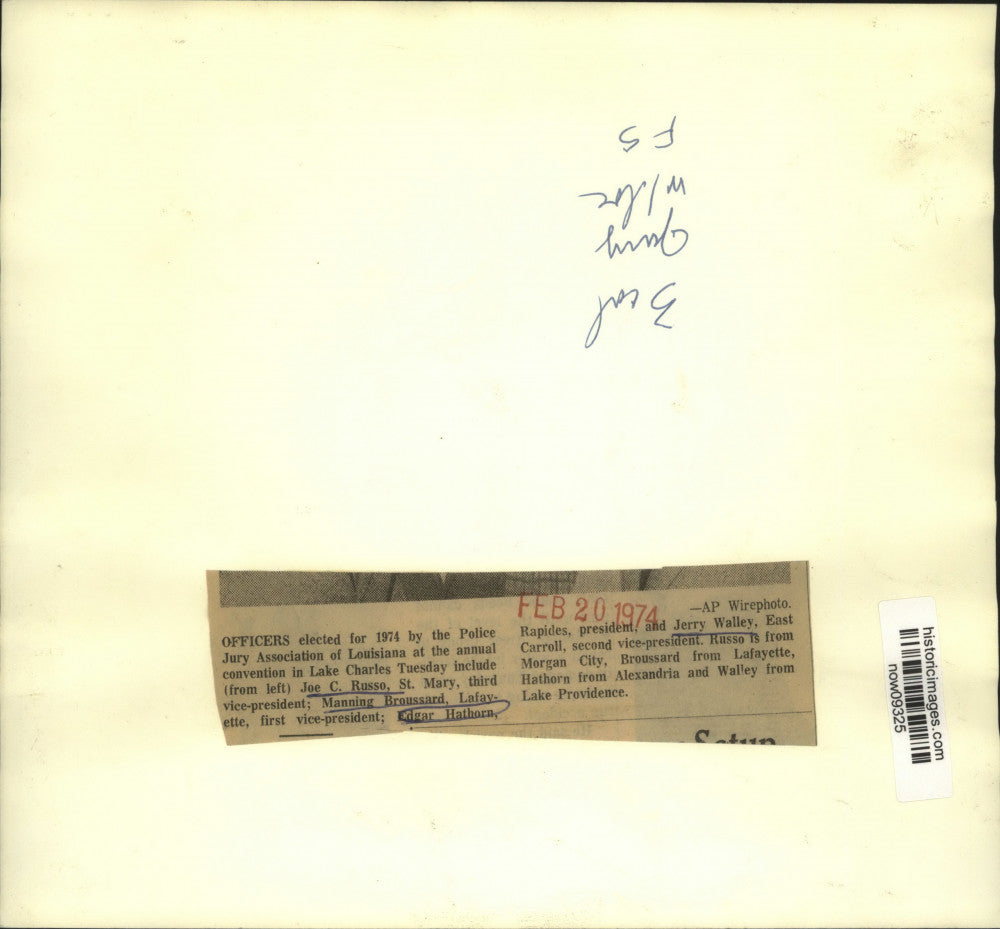 F S
3 col
FEB 20 1974
—AP Wirephoto.
OFFICERS elected for 1974 by the Police
Jury Association of Louisiana at the annual
convention in Lake Charles Tuesday include
(from left) Joe C. Russo, St. Mary, third
vice-president; Manning Broussard, Lafay-
ette, first vice-president; Edgar Hathorn,
Rapides, president, and Jerry Walley, East
Carroll, second vice-president. Russo is from
Morgan City, Broussard from Lafayette,
Hathorn from Alexandria and Walley from
Lake Providence.
Setup
historicimages.com
now09325